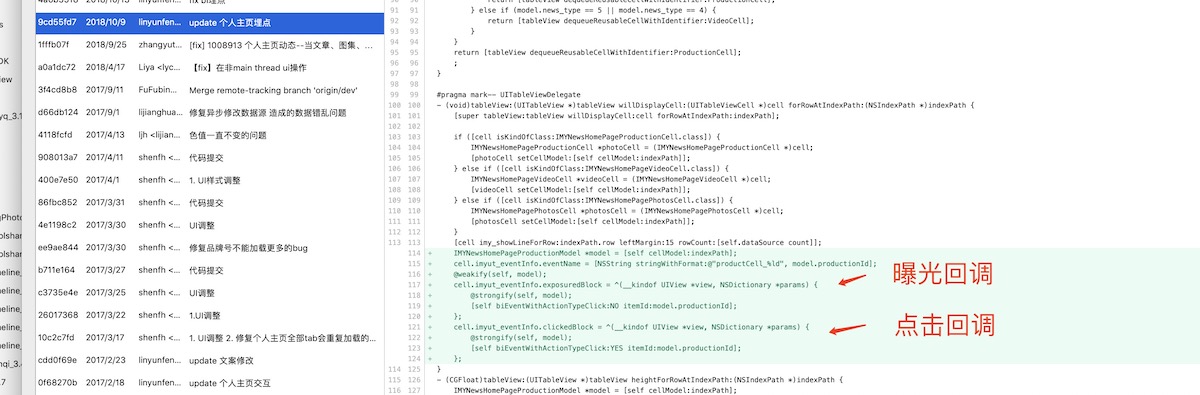 4a0b5910 2018/10/9 linyunfen... fix bi埋点
9cd55fd7 2018/10/9 linyunfen... update 个人主页埋点
1fffb07f 2018/9/25 zhangyut... [fix] 1008913 个人主页动态--当文章、图集、...
a0a1dc72 2018/4/17 Liya <lyc... 【fix】在非main thread ui操作
3f4cd8b8 2017/9/11 FuFubin... Merge remote-tracking branch 'origin/dev'
d66db124 2017/9/1 lijianghua... 修复异步修改数据源 造成的数据错乱问题
4118fcfd 2017/4/13 ljh <lijian... 色值一直不变的问题
908013a7 2017/4/11 shenfh <... 代码提交
400e7e50 2017/4/1 shenfh <... 1. UI样式调整
86fbc852 2017/3/31 shenfh <... 代码提交
4e1198c2 2017/3/30 shenfh <... UI调整
ee9ae844 2017/3/30 shenfh <... 修复品牌号不能加载更多的bug
b711e164 2017/3/27 shenfh <... 代码提交
c3735e4e 2017/3/25 shenfh <... UI调整
26017368 2017/3/22 shenfh <... 1.UI调整
10c2c7fd 2017/3/17 shenfh <... 1. UI调整 2. 修复个人主页全部tab会重复加载的...
cdd0f69e 2017/2/23 linyunfen... update 文案修改
0f68270b 2017/2/18 linyunfen... update 个人主页交互
90 90 return [tableView dequeueReusableCellWithIdentifier:PhotosCell];
91 91 } else if (model.news_type == 5 || model.news_type == 4) {
92 92 return [tableView dequeueReusableCellWithIdentifier:VideoCell];
93 93 }
94 94 }
95 95 return [tableView dequeueReusableCellWithIdentifier:ProductionCell];
96 96 ;
97 97 }
98 98
99 99 #pragma mark-- UITableViewDelegate
100 100 - (void)tableView:(UITableView *)tableView willDisplayCell:(UITableViewCell *)cell forRowAtIndexPath:(NSIndexPath *)indexPath {
101 101 [super tableView:tableView willDisplayCell:cell forRowAtIndexPath:indexPath];
102 102
103 103 if ([cell isKindOfClass:IMYNewsHomePageProductionCell.class]) {
104 104 IMYNewsHomePageProductionCell *photoCell = (IMYNewsHomePageProductionCell *)cell;
105 105 [photoCell setCellModel:[self cellModel:indexPath]];
106 106 } else if ([cell isKindOfClass:IMYNewsHomePageVideoCell.class]) {
107 107 IMYNewsHomePageVideoCell *videoCell = (IMYNewsHomePageVideoCell *)cell;
108 108 [videoCell setCellModel:[self cellModel:indexPath]];
109 109 } else if ([cell isKindOfClass:IMYNewsHomePagePhotosCell.class]) {
110 110 IMYNewsHomePagePhotosCell *photosCell = (IMYNewsHomePagePhotosCell *)cell;
111 111 [photosCell setCellModel:[self cellModel:indexPath]];
112 112 }
113 113 [cell imy_showLineForRow:indexPath.row leftMargin:15 rowCount:[self.dataSource count]];
114 + IMYNewsHomePageProductionModel *model = [self cellModel:indexPath];
115 + cell.imyut_eventInfo.eventName = [NSString stringWithFormat:@"productCell_%ld", model.productionId];
116 + @weakify(self, model);
117 + cell.imyut_eventInfo.exposuredBlock = ^(__kindof UIView *view, NSDictionary *params) {
118 + @strongify(self, model);
119 + [self biEventWithActionTypeClick:NO itemId:model.productionId];
120 + };
121 + cell.imyut_eventInfo.clickedBlock = ^(__kindof UIView *view, NSDictionary *params) {
122 + @strongify(self, model);
123 + [self biEventWithActionTypeClick:YES itemId:model.productionId];
124 + };
114 125 }
115 126 - (CGFloat)tableView:(UITableView *)tableView heightForRowAtIndexPath:(NSIndexPath *)indexPath {
116 127 IMYNewsHomePageProductionModel *model = [self cellModel:indexPath];
曝光回调
点击回调